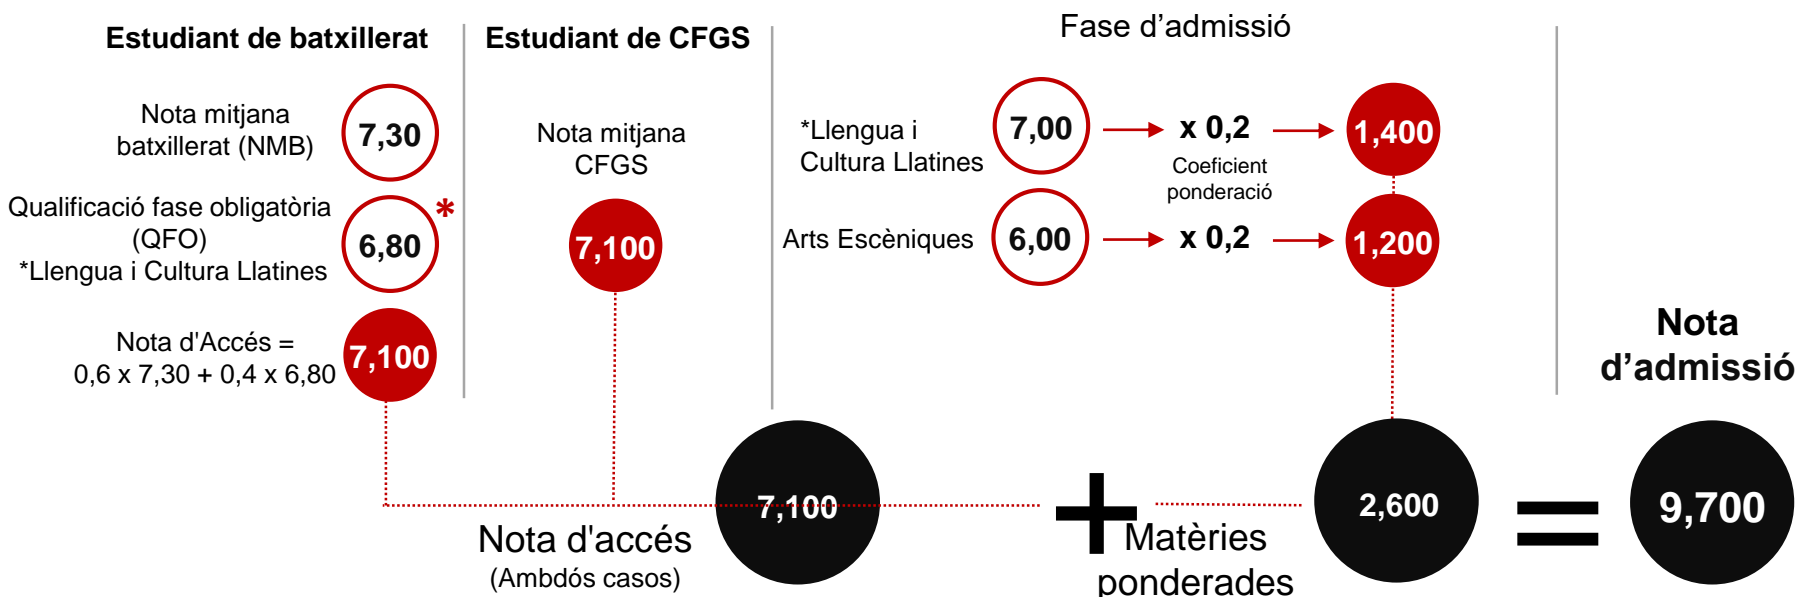 Estudiant de batxillerat
Nota mitjana
batxillerat (NMB)
7,30
Qualificació fase obligatòria
(QFO)
*Llengua i Cultura Llatines
6,80
*
Nota d'Accés =
0,6 x 7,30 + 0,4 x 6,80
7,100
Estudiant de CFGS
Nota mitjana
CFGS
7,100
Fase d’admissió
*Llengua i
Cultura Llatines
7,00
x 0,2
Coeficient
ponderació
1,400
Arts Escèniques
6,00
x 0,2
1,200
Nota d'accés
(Ambdós casos)
7,100
+
Matèries
ponderades
2,600
=
Nota
d’admissió
9,700